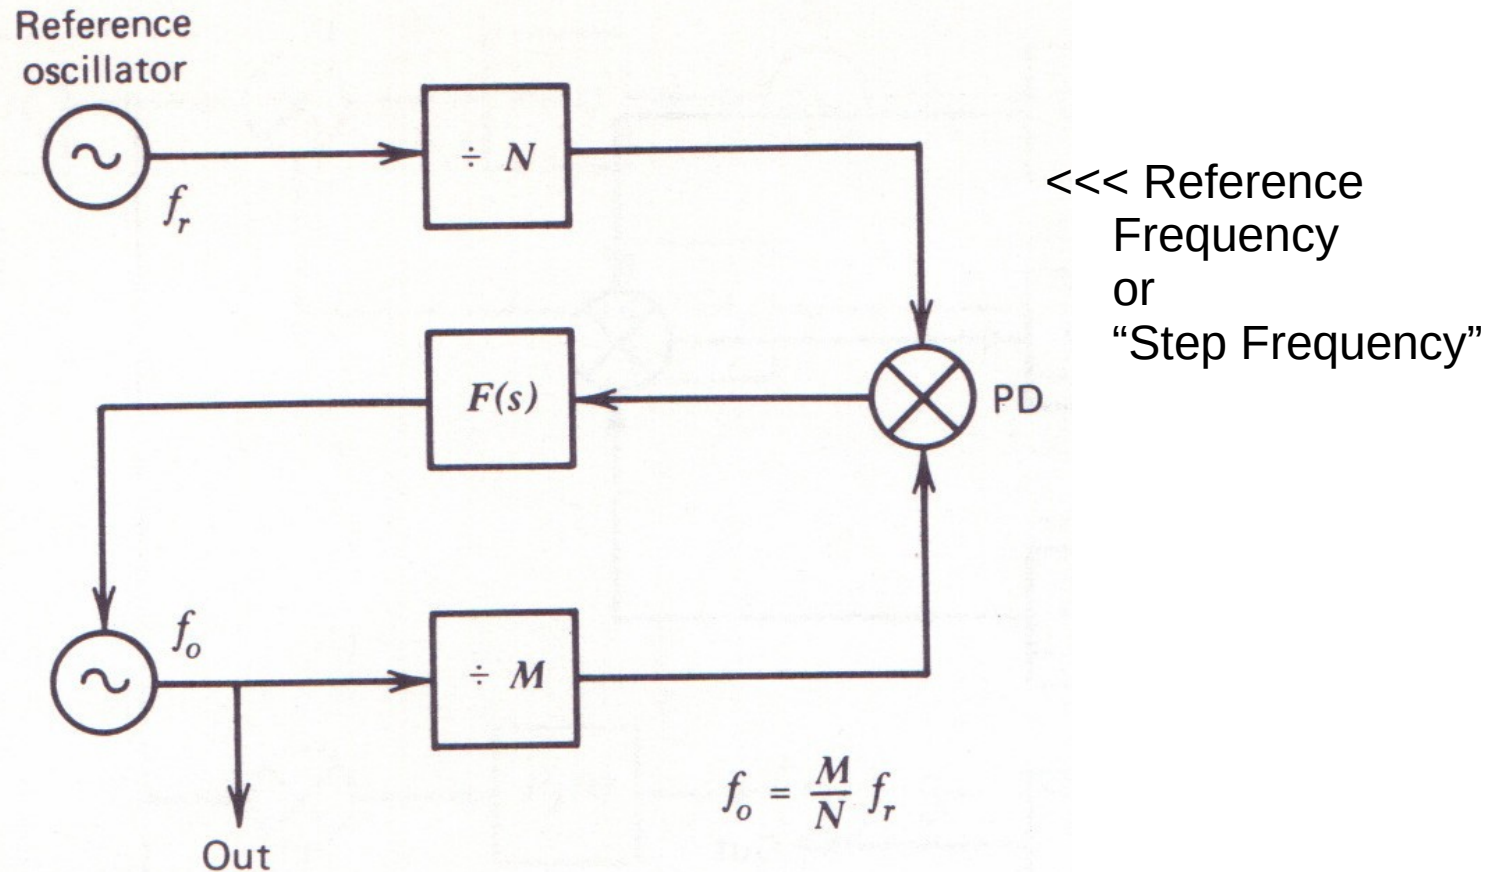 Reference
oscillator
f_r
÷ N
<<< Reference
Frequency
or
“Step Frequency”
F(s)
PD
f_o
÷ M
f_o = M/N f_r
Out